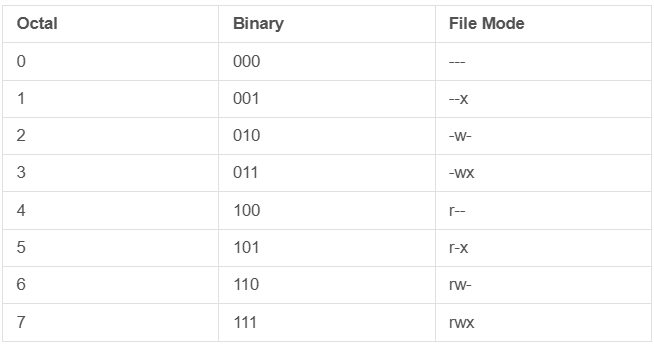 Octal Binary File Mode
0 000 ---
1 001 --x
2 010 -w-
3 011 -wx
4 100 r--
5 101 r-x
6 110 rw-
7 111 rwx